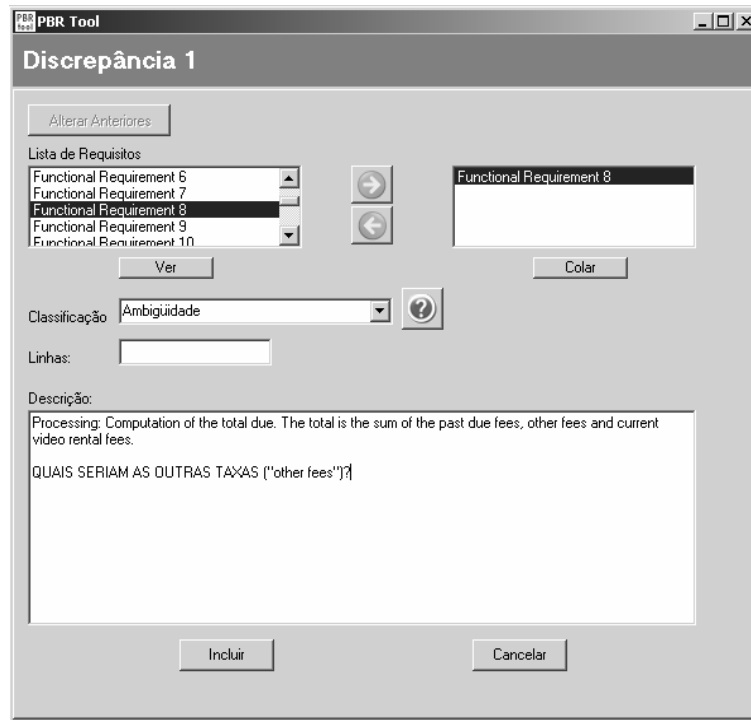 PBR tool PBR Tool
Discrepância 1
Alterar Anteriores
Lista de Requisitos
Functional Requirement 6
Functional Requirement 7
Functional Requirement 8
Functional Requirement 9
Functional Requirement 10
Functional Requirement 8
Ver
Colar
Classificação
Ambigüidade
?
Linhas:
Descrição:
Processing: Computation of the total due. The total is the sum of the past due fees, other fees and current
video rental fees.
QUAIS SERIAM AS OUTRAS TAXAS ("other fees")?
Incluir
Cancelar